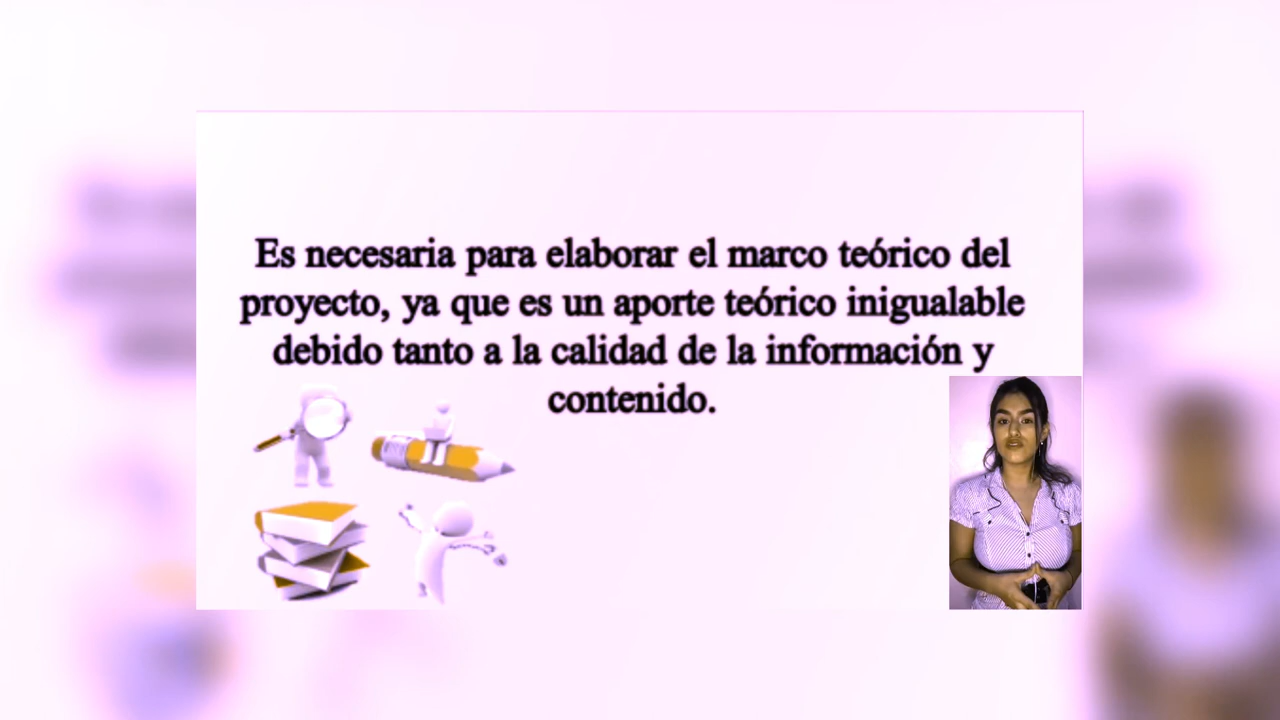 Es necesaria para elaborar el marco teórico del
proyecto, ya que es un aporte teórico inigualable
debido tanto a la calidad de la información y
contenido.